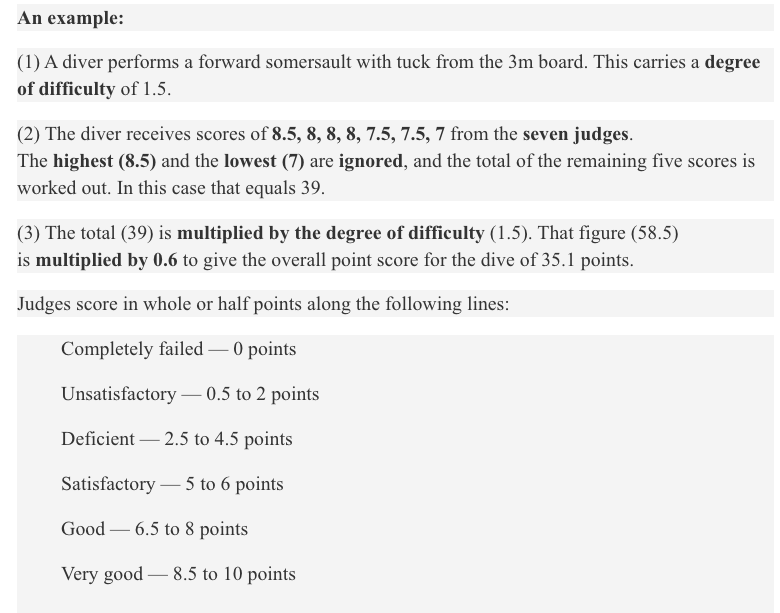 An example:
(1) A diver performs a forward somersault with tuck from the 3m board. This carries a degree
of difficulty of 1.5.
(2) The diver receives scores of 8.5, 8, 8, 8, 7.5, 7.5, 7 from the seven judges.
The highest (8.5) and the lowest (7) are ignored, and the total of the remaining five scores is
worked out. In this case that equals 39.
(3) The total (39) is multiplied by the degree of difficulty (1.5). That figure (58.5)
is multiplied by 0.6 to give the overall point score for the dive of 35.1 points.
Judges score in whole or half points along the following lines:
Completely failed — 0 points
Unsatisfactory — 0.5 to 2 points
Deficient — 2.5 to 4.5 points
Satisfactory — 5 to 6 points
Good — 6.5 to 8 points
Very good — 8.5 to 10 points